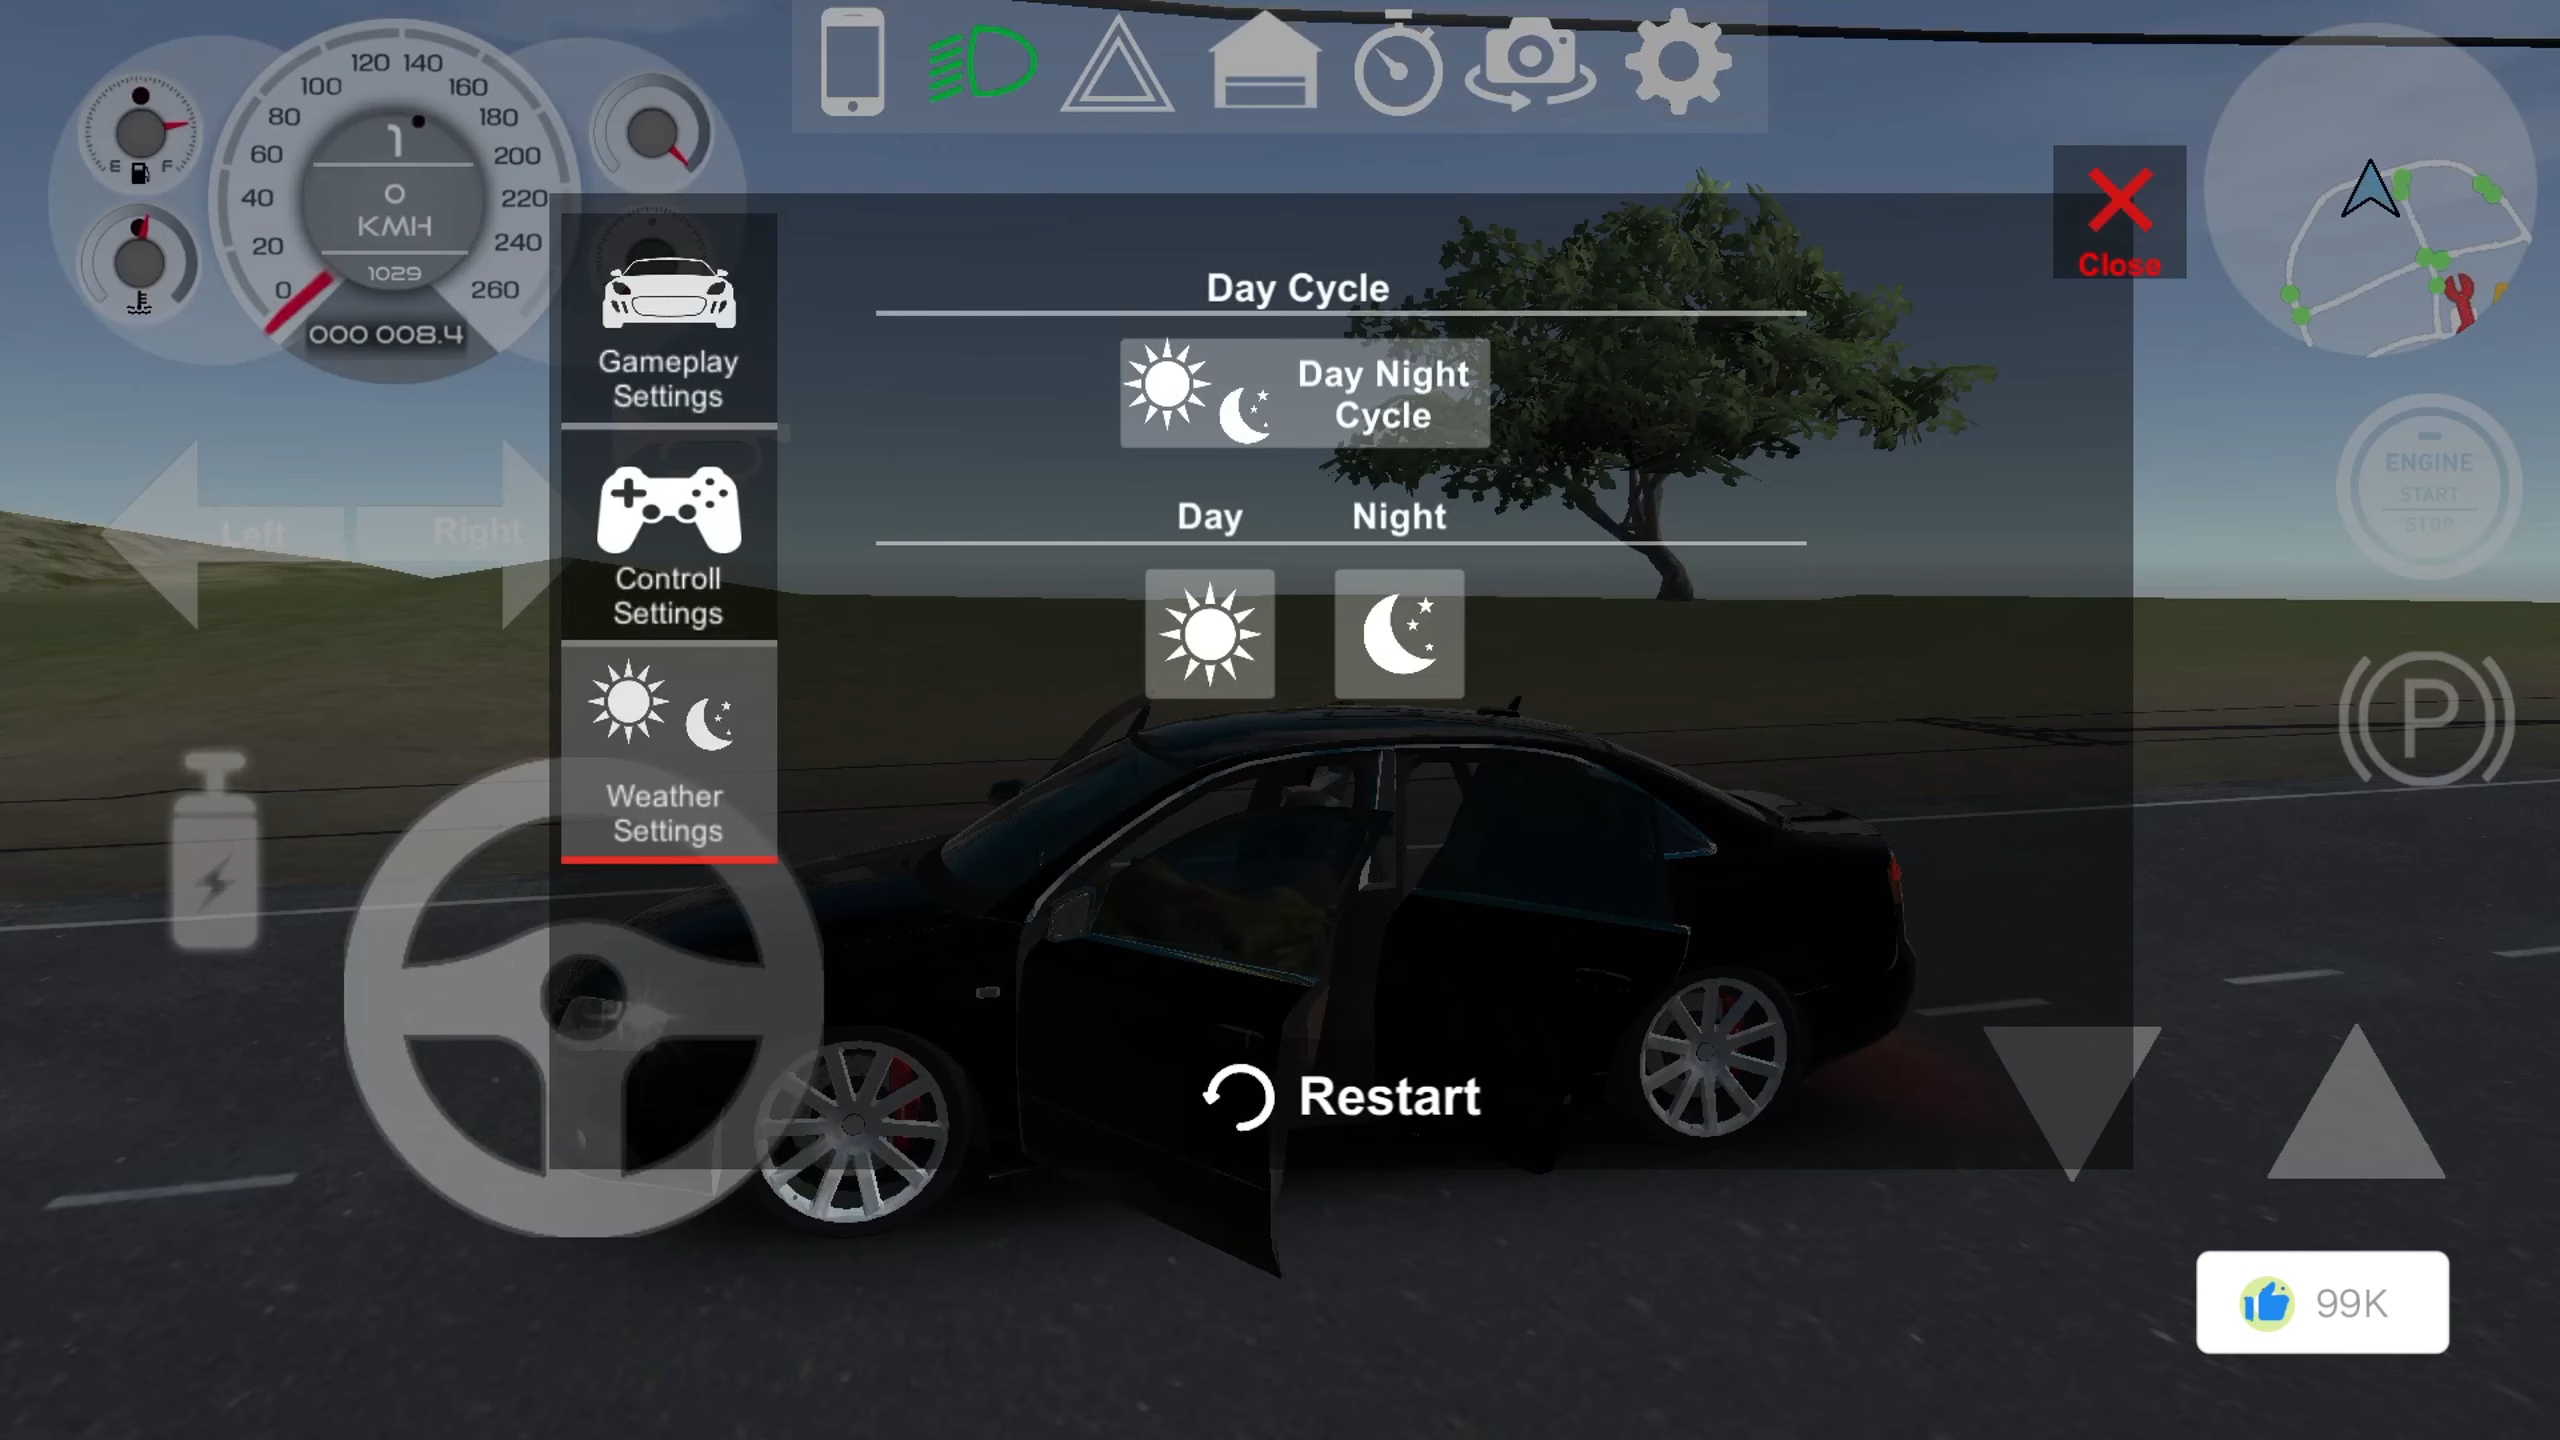 120 140
100 160
80 180
60 200
40 220
20 240
0 260
1
0
KMH
1029
000 008.4
E F
Close
Gameplay
Settings
Controll
Settings
Weather
Settings
Day Cycle
Day Night
Cycle
Day Night
Left Right
ENGINE
START
STOP
P
Restart
99K